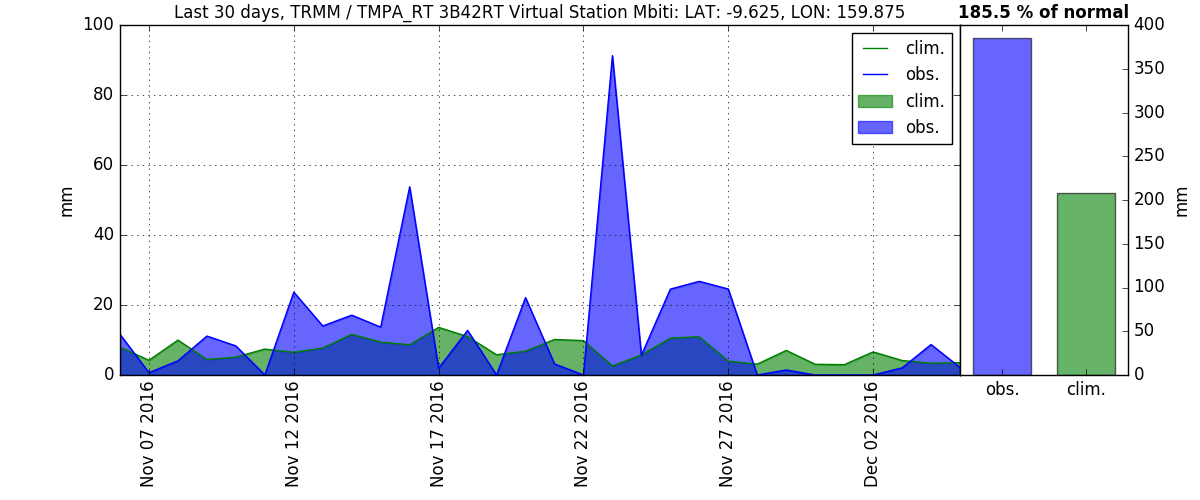 Last 30 days, TRMM / TMPA_RT 3B42RT Virtual Station Mbiti: LAT: -9.625, LON: 159.875
185.5 % of normal
100
80
60
40
20
0
mm
clim.
obs.
clim.
obs.
Nov 07 2016
Nov 12 2016
Nov 17 2016
Nov 22 2016
Nov 27 2016
Dec 02 2016
400
350
300
250
200
150
100
50
0
mm
obs.
clim.